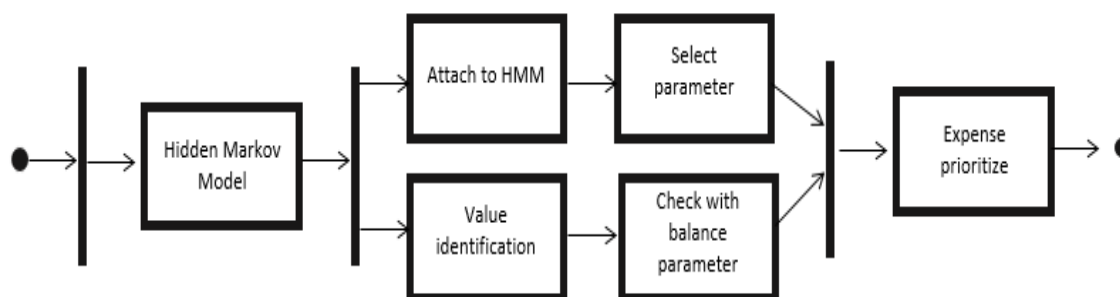 Hidden Markov
Model
Attach to HMM
Select
parameter
Value
identification
Check with
balance
parameter
Expense
prioritize